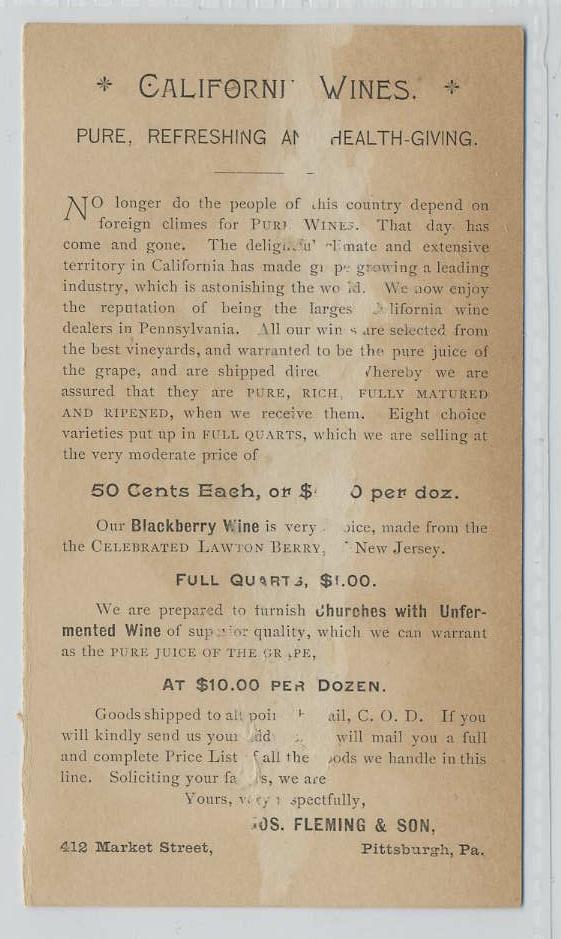 CALIFORNI WINES.
PURE, REFRESHING AN HEALTH-GIVING.
NO longer do the people of this country depend on
foreign climes for PURE WINES. That day has
come and gone. The delightful climate and extensive
territory in California has made grape growing a leading
industry, which is astonishing the world. We now enjoy
the reputation of being the larges California wine
dealers in Pennsylvania. All our wines are selected from
the best vineyards, and warranted to be the pure juice of
the grape, and are shipped direc Whereby we are
assured that they are PURE, RICH, FULLY MATURED
AND RIPENED, when we receive them. Eight choice
varieties put up in FULL QUARTS, which we are selling at
the very moderate price of
50 Cents Each, or $ 0 per doz.
Our Blackberry Wine is very choice, made from the
the CELEBRATED LAWTON BERRY, New Jersey.
FULL QUARTS, $1.00.
We are prepared to furnish Churches with Unfer-
mented Wine of superior quality, which we can warrant
as the PURE JUICE OF THE GRAPE,
AT $10.00 PER DOZEN.
Goods shipped to all poin ail, C. O. D. If you
will kindly send us your add will mail you a full
and complete Price List of all the goods we handle in this
line. Soliciting your fa s, we are
Yours, very respectfully,
JOS. FLEMING & SON,
412 Market Street, Pittsburgh, Pa.